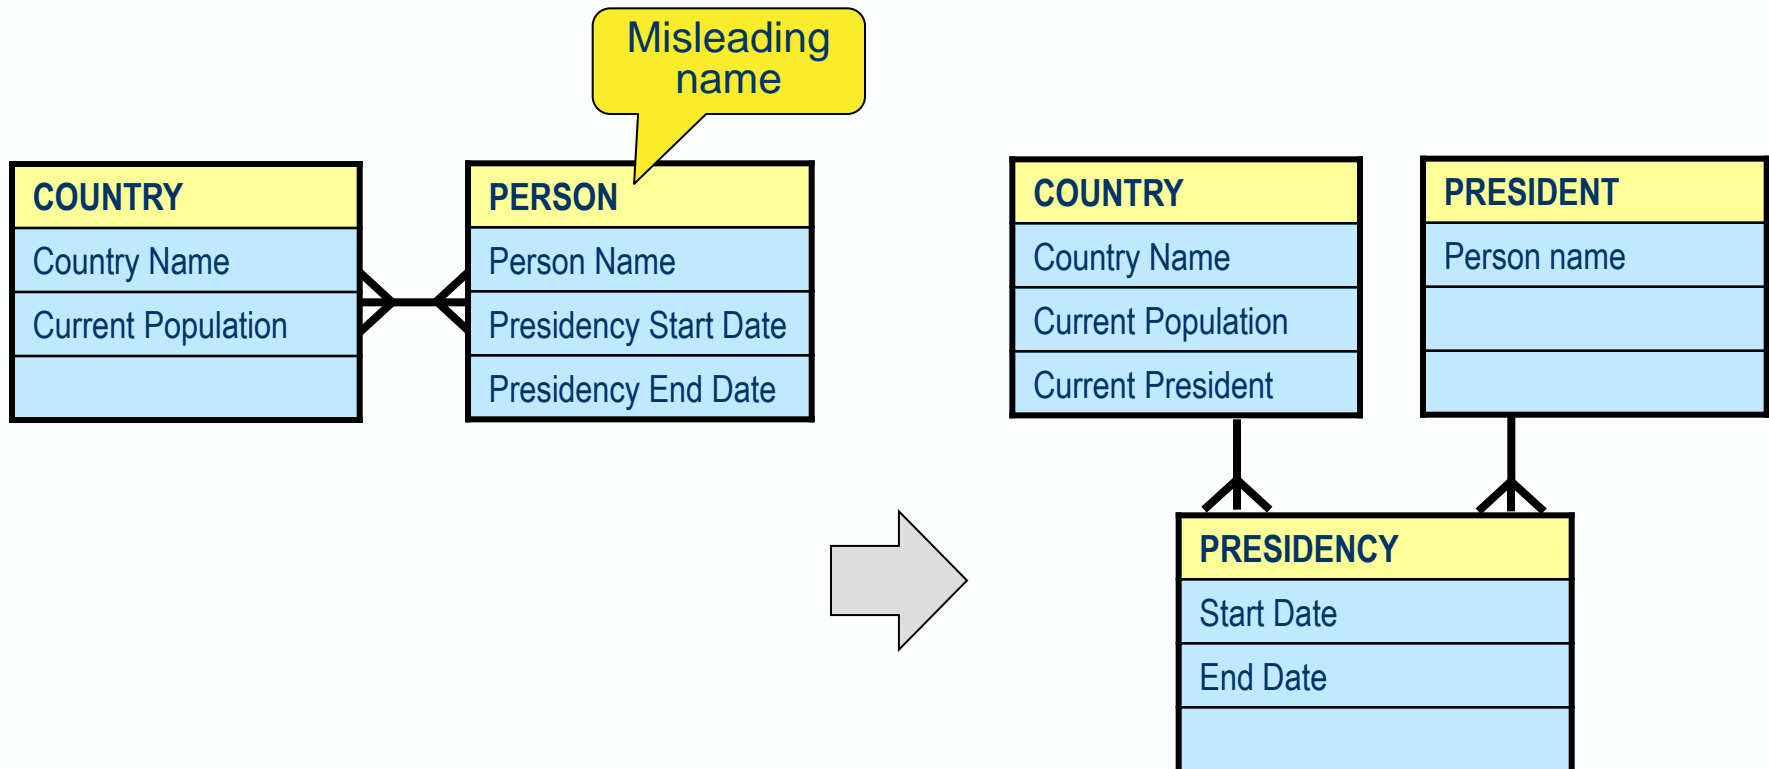 Misleading
name
COUNTRY
Country Name
Current Population
PERSON
Person Name
Presidency Start Date
Presidency End Date
COUNTRY
Country Name
Current Population
Current President
PRESIDENT
Person name
PRESIDENCY
Start Date
End Date